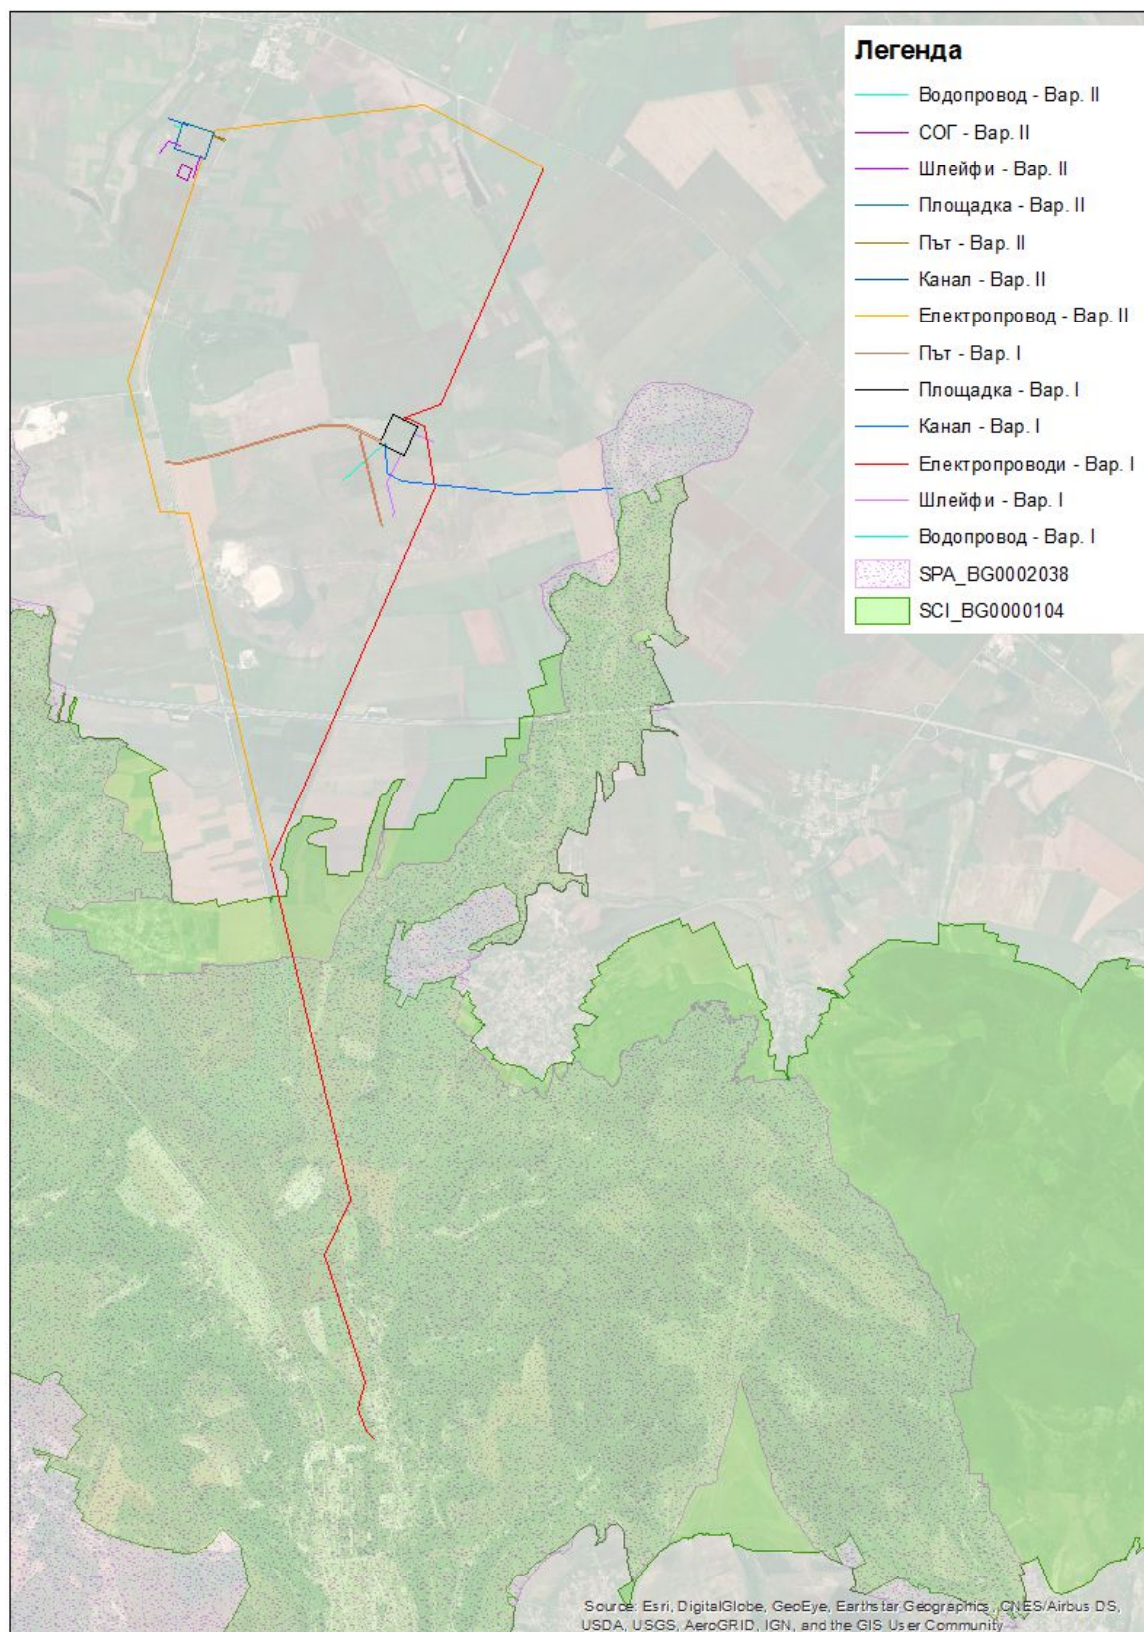 Легенда
Водопровод - Вар. II
СОГ - Вар. II
Шлейфи - Вар. II
Площадка - Вар. II
Път - Вар. II
Канал - Вар. II
Електропровод - Вар. II
Път - Вар. I
Площадка - Вар. I
Канал - Вар. I
Електропроводи - Вар. I
Шлейфи - Вар. I
Водопровод - Вар. I
SPA_BG0002038
SCI_BG0000104
Source: Esri, DigitalGlobe, GeoEye, Earthstar Geographics, CNES/Airbus DS,
USDA, USGS, AeroGRID, IGN, and the GIS User Community